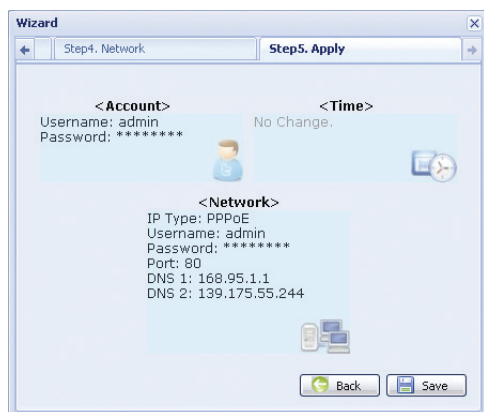 Wizard
Step4. Network
Step5. Apply
<Account>
Username: admin
Password: ********
<Time>
No Change.
<Network>
IP Type: PPPoE
Username: admin
Password: ********
Port: 80
DNS 1: 168.95.1.1
DNS 2: 139.175.55.244
Back
Save